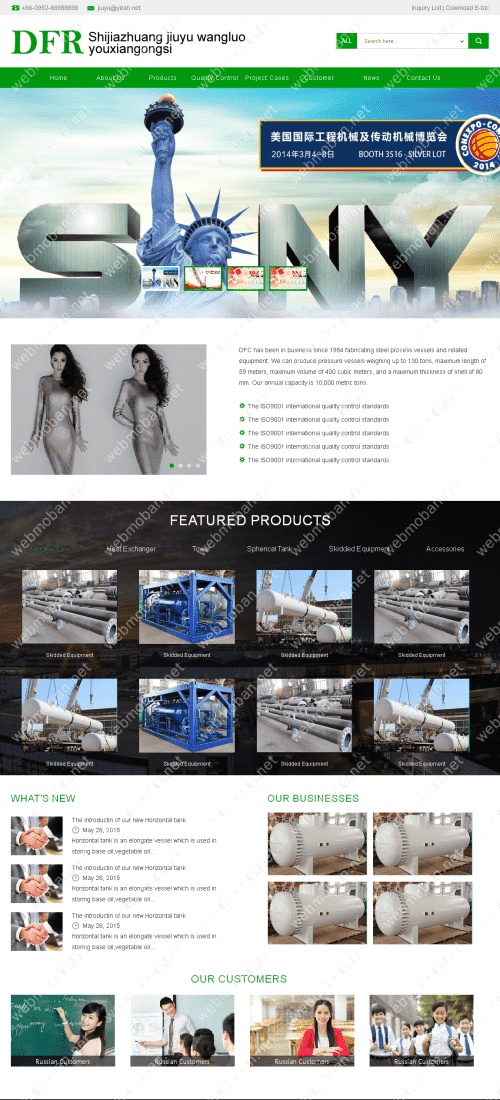 +86-0952-88888888 jiuyu@yeah.net Inquiry List | Download E-toc
DFR Shijiazhuang jiuyu wangluo
youxiangongsi
ALL Search here...
Home About Us Products Quality Control Project Cases Customer News Contact Us
美国国际工程机械及传动机械博览会
2014年3月4-8日 BOOTH 3516 - SILVER LOT
CONEXPO-CON
2014
S NY
DFC has been in business since 1984 fabricating steel process vessels and related
equipment. We can produce pressure vessels weighing up to 130 tons, maximum length of
59 meters, maximum volume of 400 cubic meters, and a maximum thickness of shell of 80
mm. Our annual capacity is 10,000 metric tons.
The ISO9001 international quality control standards
The ISO9001 international quality control standards
The ISO9001 international quality control standards
The ISO9001 international quality control standards
The ISO9001 international quality control standards
FEATURED PRODUCTS
Heat Exchanger Tower Spherical Tank Skidded Equipment Accessories
Skidded Equipment Skidded Equipment Skidded Equipment Skidded Equipment
Skidded Equipment Skidded Equipment Skidded Equipment Skidded Equipment
WHAT'S NEW
The introductin of our new Horizontal tank
May 28, 2015
Horizontal tank is an elongate vessel which is used in
storing base oil,vegetable oil...
The introductin of our new Horizontal tank
May 28, 2015
Horizontal tank is an elongate vessel which is used in
storing base oil,vegetable oil...
The introductin of our new Horizontal tank
May 28, 2015
Horizontal tank is an elongate vessel which is used in
storing base oil,vegetable oil...
OUR BUSINESSES
OUR CUSTOMERS
Russian Customers Russian Customers Russian Customers Russian Customers
webmoban.net